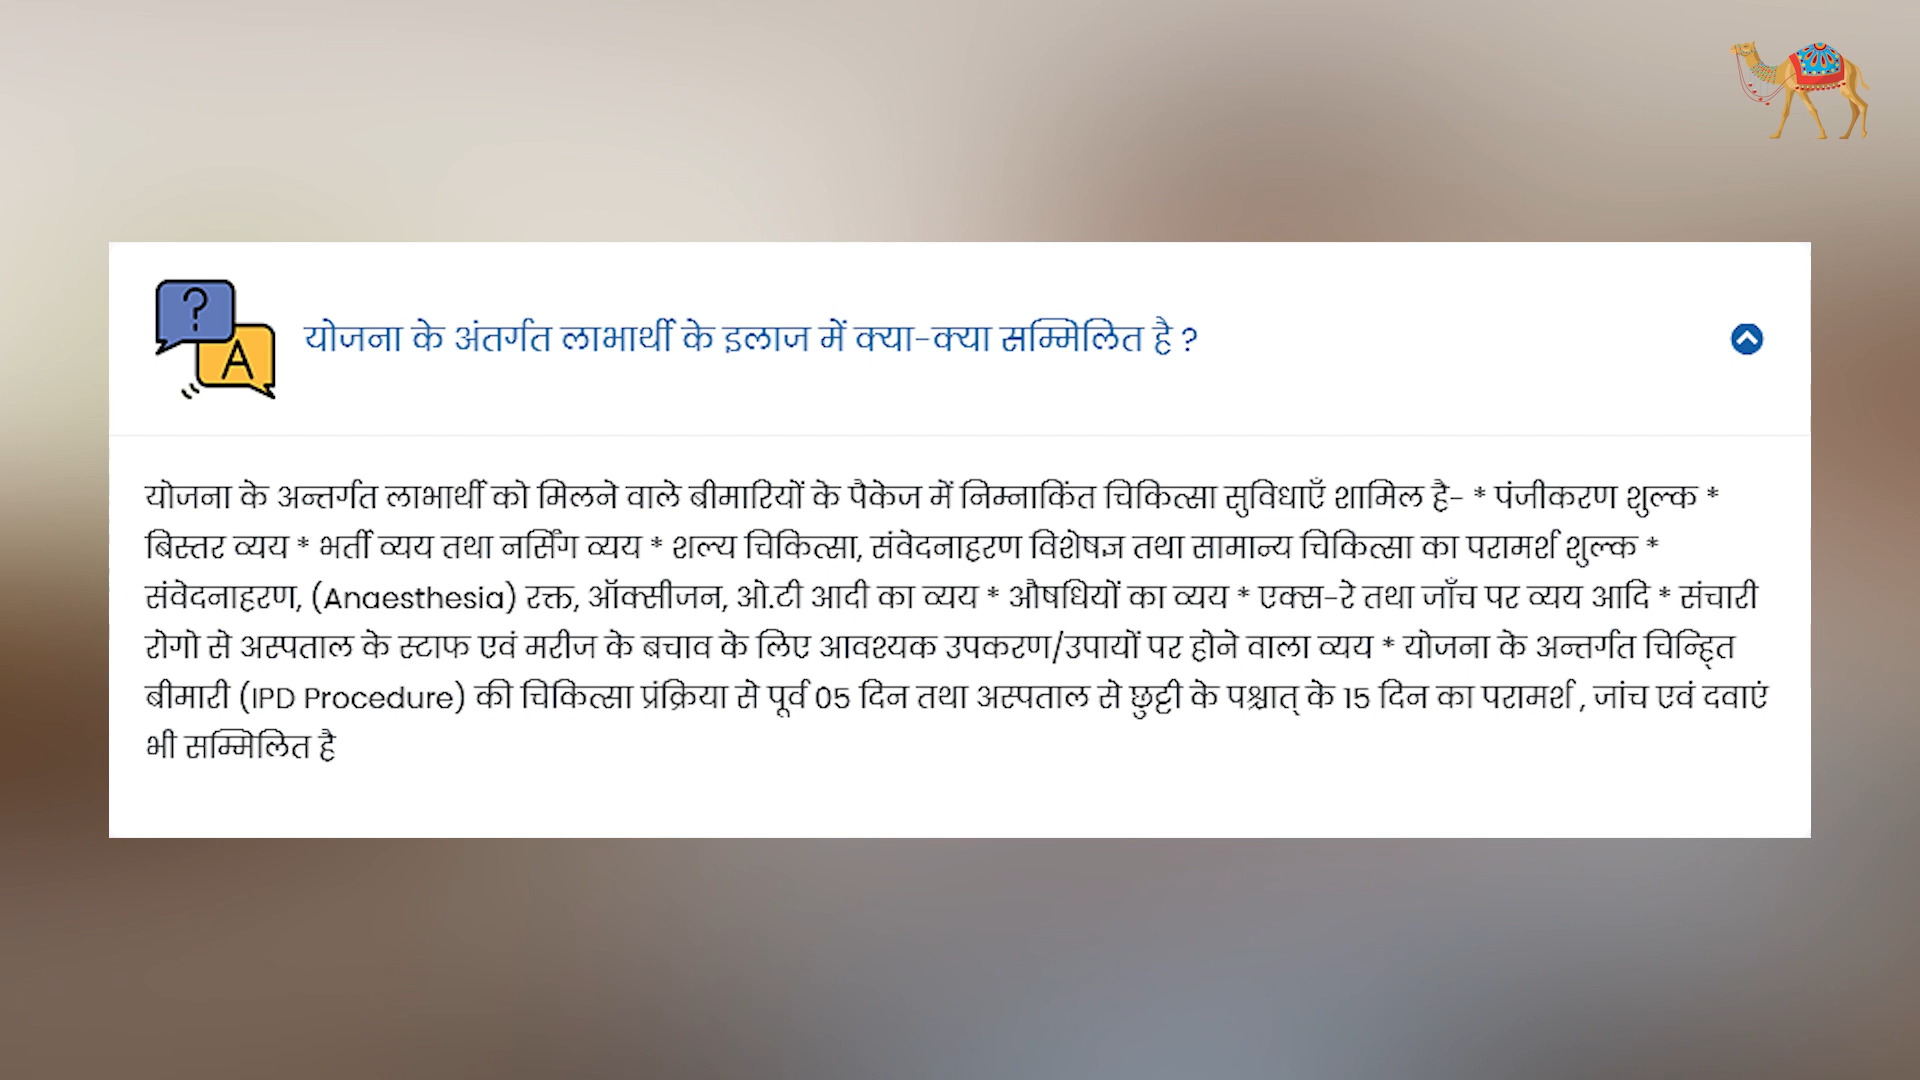 ?
A
योजना के अंतर्गत लाभार्थी के इलाज में क्या-क्या सम्मिलित है ?
योजना के अन्तर्गत लाभार्थी को मिलने वाले बीमारियों के पैकेज में निम्नाकिंत चिकित्सा सुविधाएँ शामिल है- * पंजीकरण शुल्क *
बिस्तर व्यय * भर्ती व्यय तथा नर्सिंग व्यय * शल्य चिकित्सा, संवेदनाहरण विशेषज्ञ तथा सामान्य चिकित्सा का परामर्श शुल्क *
संवेदनाहरण, (Anaesthesia) रक्त, ऑक्सीजन, ओ.टी आदी का व्यय * औषधियों का व्यय * एक्स-रे तथा जाँच पर व्यय आदि * संचारी
रोगो से अस्पताल के स्टाफ एवं मरीज के बचाव के लिए आवश्यक उपकरण/उपायों पर होने वाला व्यय * योजना के अन्तर्गत चिन्हि्त
बीमारी (IPD Procedure) की चिकित्सा प्रंक्रिया से पूर्व 05 दिन तथा अस्पताल से छुट्टी के पश्चात् के 15 दिन का परामर्श , जांच एवं दवाएं
भी सम्मिलित है